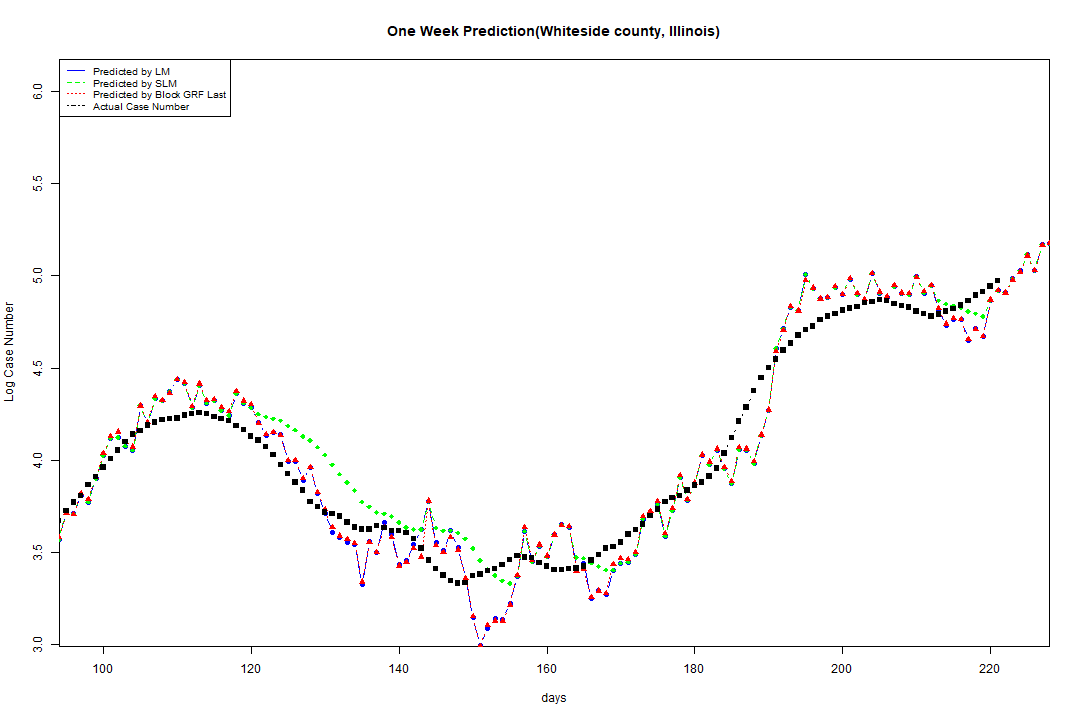 One Week Prediction(Whiteside county, Illinois)
Predicted by LM
Predicted by SLM
Predicted by Block GRF Last
Actual Case Number
6.0
5.5
5.0
4.5
4.0
3.5
3.0
Log Case Number
100 120 140 160 180 200 220
days